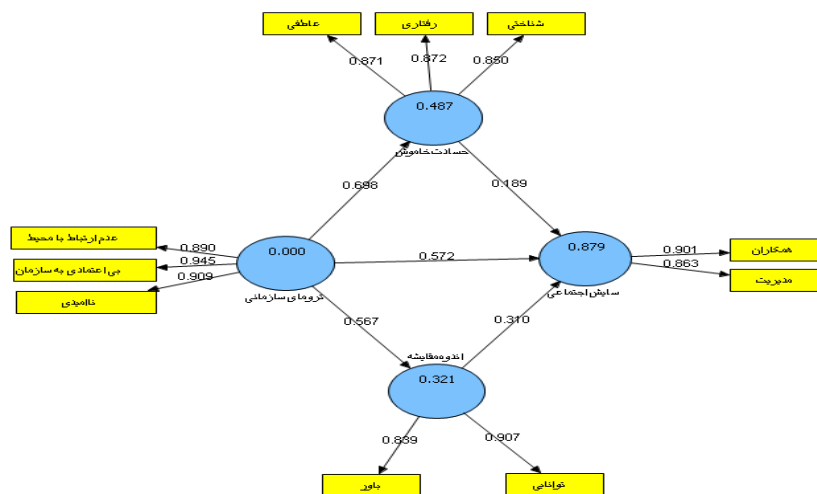 عاطفی
رفتاری
شناختی
0.871
0.872
0.850
0.487
حسادت خاموش
0.698
0.189
عدم ارتباط با محیط
بی اعتمادی به سازمان
ناامیدی
0.890
0.945
0.909
0.000
ترومای سازمانی
0.572
0.879
سایش اجتماعی
0.901
0.863
همکاران
مدیریت
0.567
0.310
اندوه مقایسه
0.321
0.839
0.907
باور
توانایی